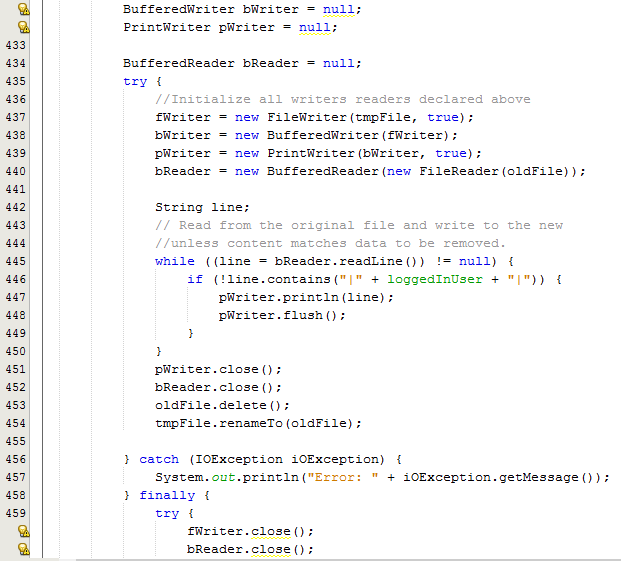 BufferedWriter bWriter = null;
PrintWriter pWriter = null;
433
434 BufferedReader bReader = null;
435 try {
436 //Initialize all writers readers declared above
437 fWriter = new FileWriter(tmpFile, true);
438 bWriter = new BufferedWriter(fWriter);
439 pWriter = new PrintWriter(bWriter, true);
440 bReader = new BufferedReader(new FileReader(oldFile));
441
442 String line;
443 // Read from the original file and write to the new
444 //unless content matches data to be removed.
445 while ((line = bReader.readLine()) != null) {
446 if (!line.contains("|" + loggedInUser + "|")) {
447 pWriter.println(line);
448 pWriter.flush();
449 }
450 }
451 pWriter.close();
452 bReader.close();
453 oldFile.delete();
454 tmpFile.renameTo(oldFile);
455
456 } catch (IOException iOException) {
457 System.out.println("Error: " + iOException.getMessage());
458 } finally {
459 try {
fWriter.close();
bReader.close();